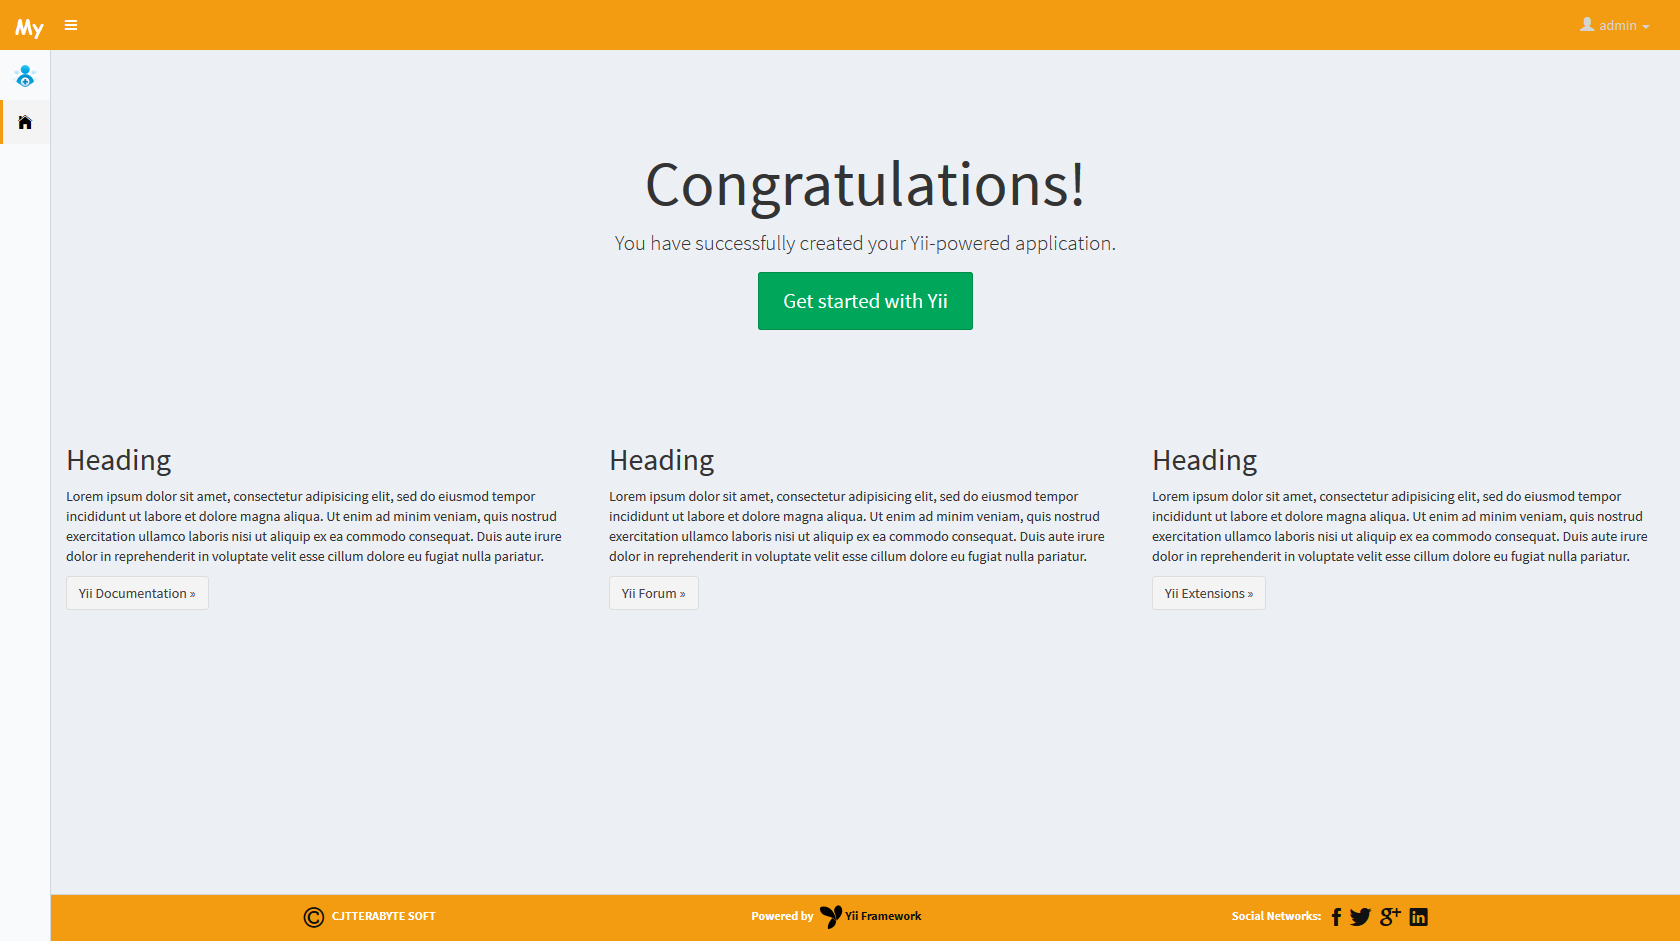 My
admin
Congratulations!
You have successfully created your Yii-powered application.
Get started with Yii
Heading
Lorem ipsum dolor sit amet, consectetur adipisicing elit, sed do eiusmod tempor
incididunt ut labore et dolore magna aliqua. Ut enim ad minim veniam, quis nostrud
exercitation ullamco laboris nisi ut aliquip ex ea commodo consequat. Duis aute irure
dolor in reprehenderit in voluptate velit esse cillum dolore eu fugiat nulla pariatur.
Yii Documentation »
Heading
Lorem ipsum dolor sit amet, consectetur adipisicing elit, sed do eiusmod tempor
incididunt ut labore et dolore magna aliqua. Ut enim ad minim veniam, quis nostrud
exercitation ullamco laboris nisi ut aliquip ex ea commodo consequat. Duis aute irure
dolor in reprehenderit in voluptate velit esse cillum dolore eu fugiat nulla pariatur.
Yii Forum »
Heading
Lorem ipsum dolor sit amet, consectetur adipisicing elit, sed do eiusmod tempor
incididunt ut labore et dolore magna aliqua. Ut enim ad minim veniam, quis nostrud
exercitation ullamco laboris nisi ut aliquip ex ea commodo consequat. Duis aute irure
dolor in reprehenderit in voluptate velit esse cillum dolore eu fugiat nulla pariatur.
Yii Extensions »
© CJTTERABYTE SOFT
Powered by Yii Framework
Social Networks: